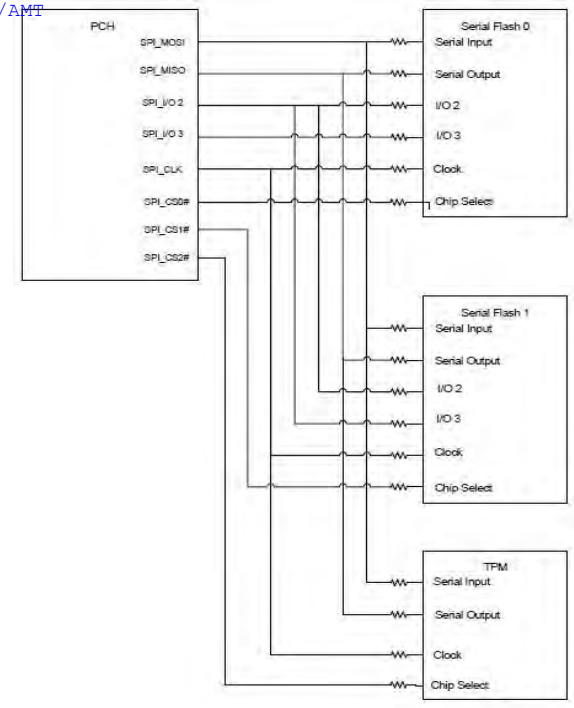 /AMT
PCH
SPI_MOSI
SPI_MISO
SPI_I/O 2
SPI_I/O 3
SPI_CLK
SPI_CS0#
SPI_CS1#
SPI_CS2#
Serial Flash 0
Serial Input
Serial Output
I/O 2
I/O 3
Clock
Chip Select
Serial Flash 1
Serial Input
Serial Output
I/O 2
I/O 3
Clock
Chip Select
TPM
Serial Input
Serial Output
Clock
Chip Select